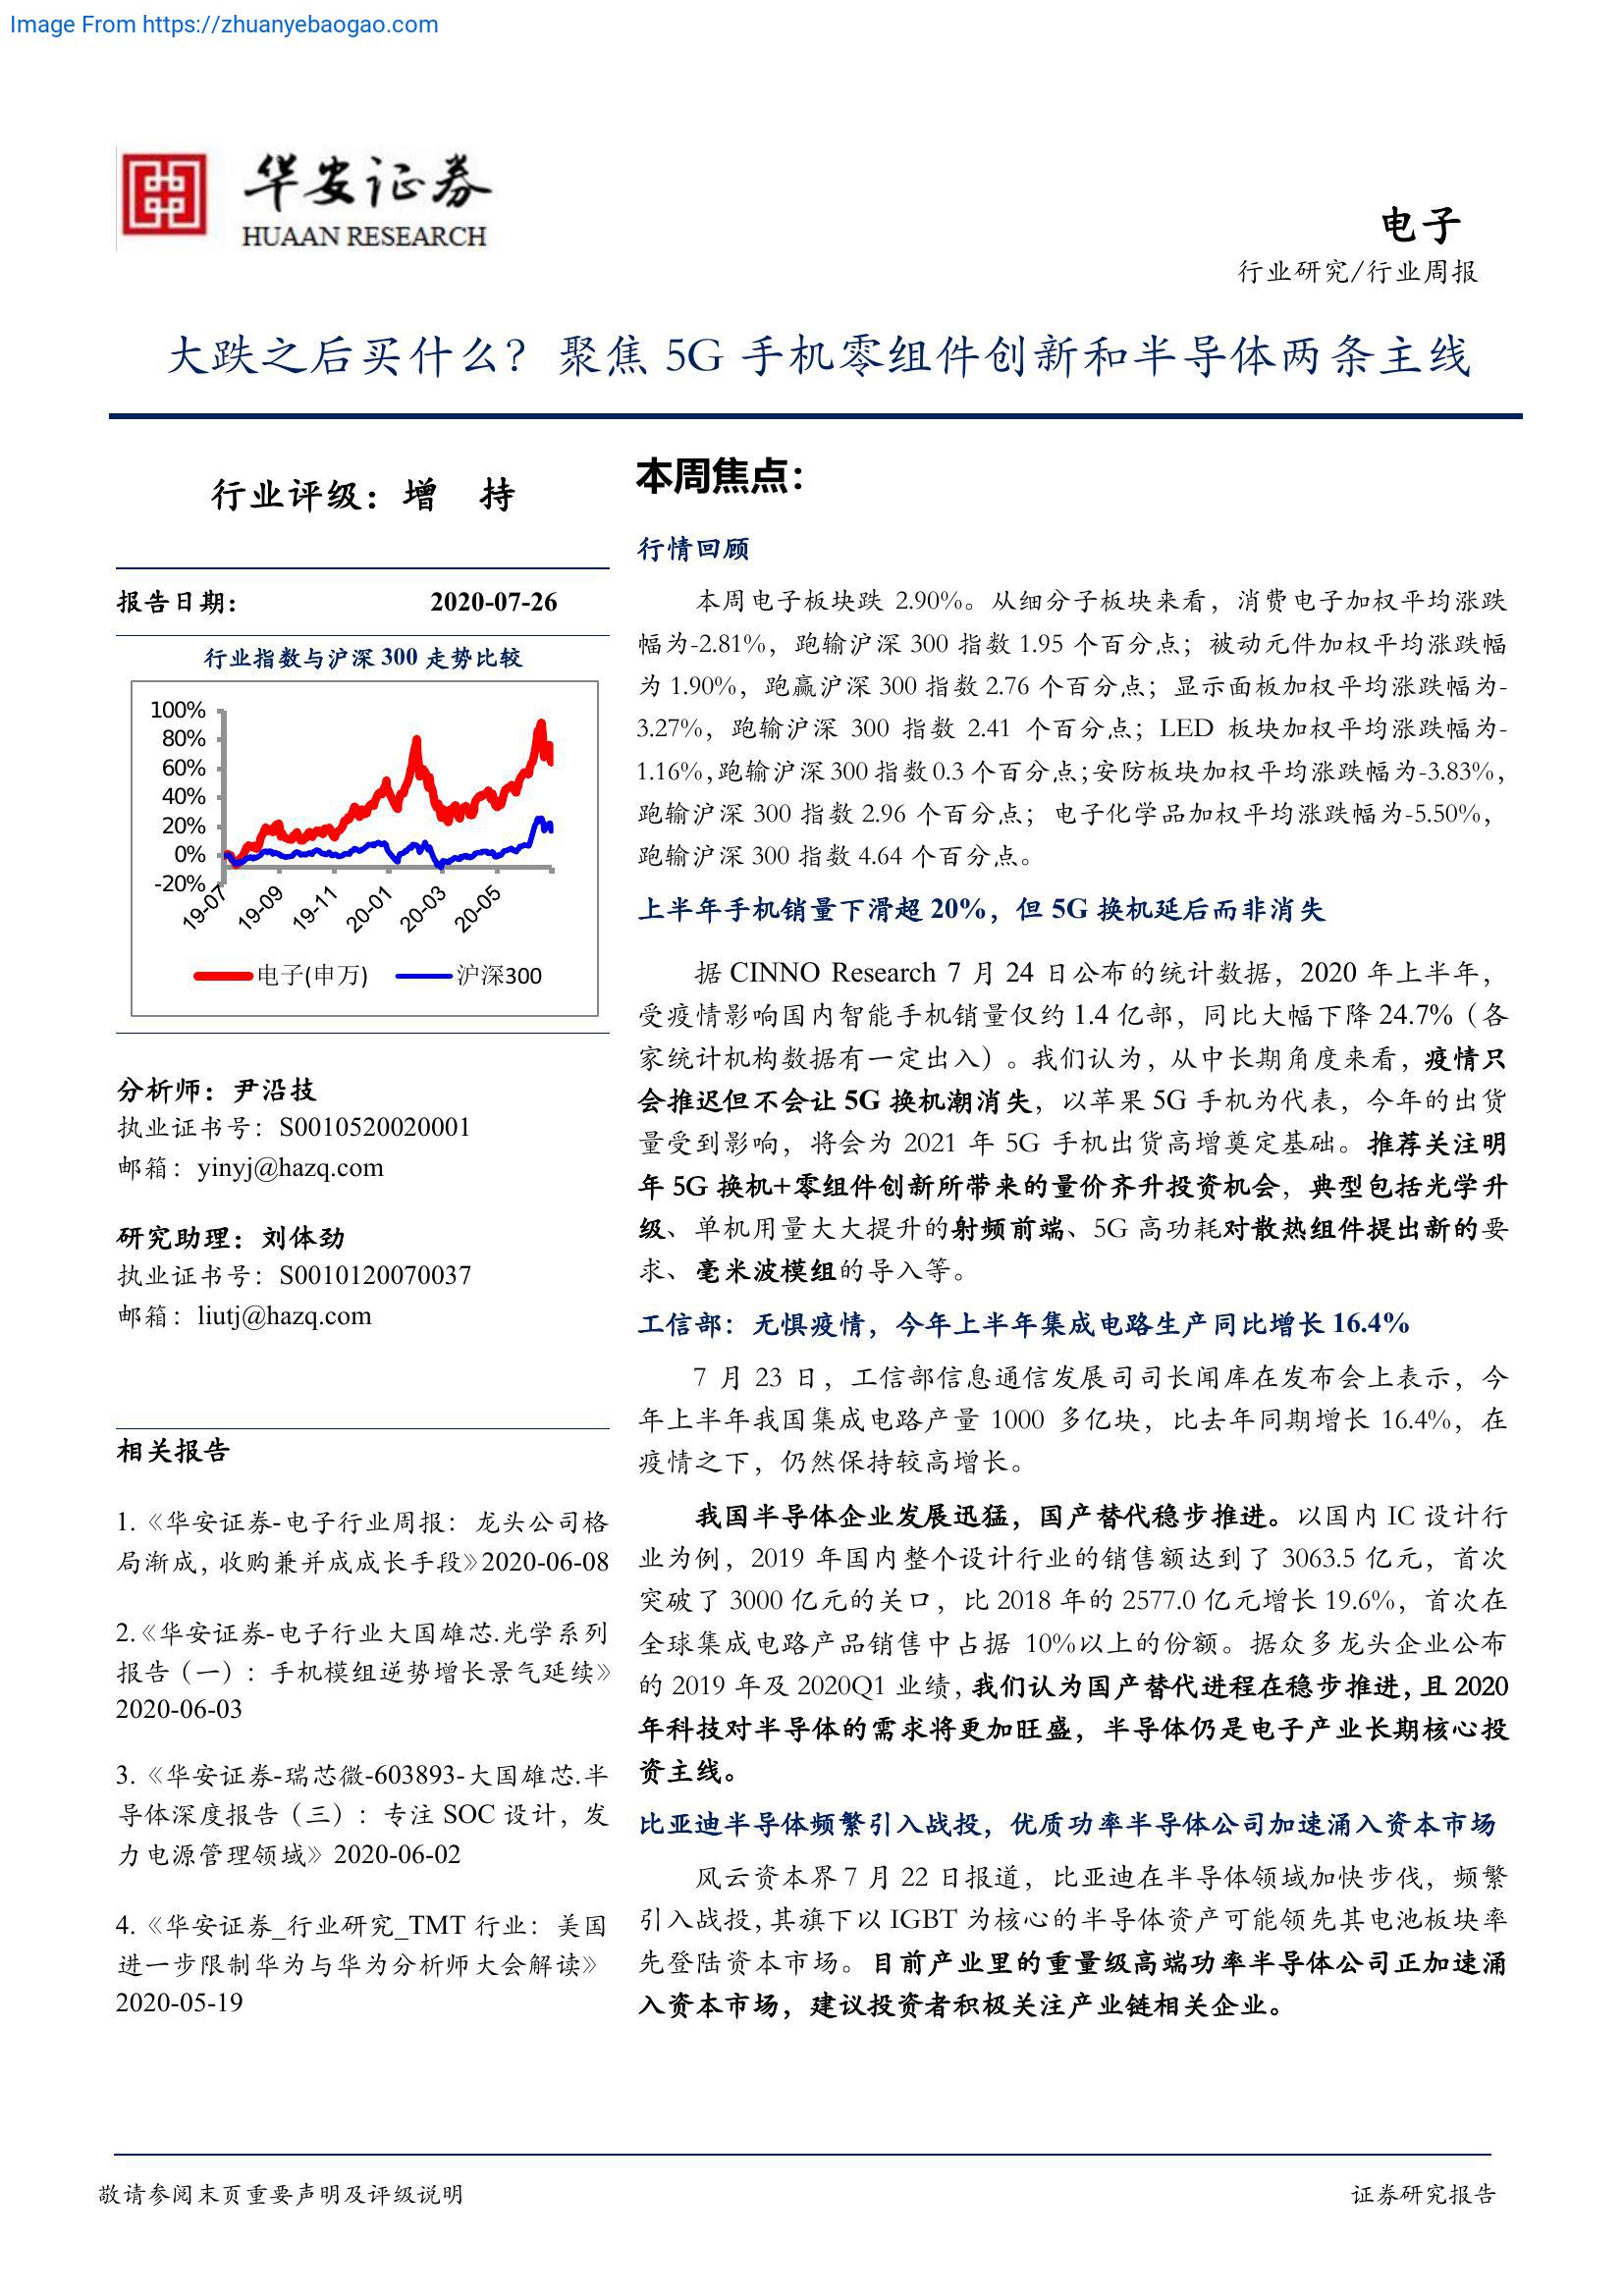 Image From https://zhuanyebaogao.com
华安证券
HUAAN RESEARCH
电子
行业研究/行业周报
大跌之后买什么？聚焦 5G 手机零组件创新和半导体两条主线
行业评级：增 持
报告日期： 2020-07-26
行业指数与沪深 300 走势比较
100%
80%
60%
40%
20%
0%
-20%
19-07 19-09 19-11 20-01 20-03 20-05
电子(申万) 沪深300
分析师：尹沿技
执业证书号：S0010520020001
邮箱：yinyj@hazq.com
研究助理：刘体劲
执业证书号：S0010120070037
邮箱：liutj@hazq.com
相关报告
1.《华安证券-电子行业周报：龙头公司格
局渐成，收购兼并成成长手段》2020-06-08
2.《华安证券-电子行业大国雄芯.光学系列
报告（一）：手机模组逆势增长景气延续》
2020-06-03
3.《华安证券-瑞芯微-603893-大国雄芯.半
导体深度报告（三）：专注 SOC 设计，发
力电源管理领域》2020-06-02
4.《华安证券_行业研究_TMT 行业：美国
进一步限制华为与华为分析师大会解读》
2020-05-19
本周焦点：
行情回顾
本周电子板块跌 2.90%。从细分子板块来看，消费电子加权平均涨跌
幅为-2.81%，跑输沪深 300 指数 1.95 个百分点；被动元件加权平均涨跌幅
为 1.90%，跑赢沪深 300 指数 2.76 个百分点；显示面板加权平均涨跌幅为-
3.27%，跑输沪深 300 指数 2.41 个百分点；LED 板块加权平均涨跌幅为-
1.16%，跑输沪深 300 指数 0.3 个百分点；安防板块加权平均涨跌幅为-3.83%，
跑输沪深 300 指数 2.96 个百分点；电子化学品加权平均涨跌幅为-5.50%，
跑输沪深 300 指数 4.64 个百分点。
上半年手机销量下滑超 20%，但 5G 换机延后而非消失
据 CINNO Research 7 月 24 日公布的统计数据，2020 年上半年，
受疫情影响国内智能手机销量仅约 1.4 亿部，同比大幅下降 24.7%（各
家统计机构数据有一定出入）。我们认为，从中长期角度来看，疫情只
会推迟但不会让 5G 换机潮消失，以苹果 5G 手机为代表，今年的出货
量受到影响，将会为 2021 年 5G 手机出货高增奠定基础。推荐关注明
年 5G 换机+零组件创新所带来的量价齐升投资机会，典型包括光学升
级、单机用量大大提升的射频前端、5G 高功耗对散热组件提出新的要
求、毫米波模组的导入等。
工信部：无惧疫情，今年上半年集成电路生产同比增长 16.4%
7 月 23 日，工信部信息通信发展司司长闻库在发布会上表示，今
年上半年我国集成电路产量 1000 多亿块，比去年同期增长 16.4%，在
疫情之下，仍然保持较高增长。
我国半导体企业发展迅猛，国产替代稳步推进。以国内 IC 设计行
业为例，2019 年国内整个设计行业的销售额达到了 3063.5 亿元，首次
突破了 3000 亿元的关口，比 2018 年的 2577.0 亿元增长 19.6%，首次在
全球集成电路产品销售中占据 10%以上的份额。据众多龙头企业公布
的 2019 年及 2020Q1 业绩，我们认为国产替代进程在稳步推进，且 2020
年科技对半导体的需求将更加旺盛，半导体仍是电子产业长期核心投
资主线。
比亚迪半导体频繁引入战投，优质功率半导体公司加速涌入资本市场
风云资本界 7 月 22 日报道，比亚迪在半导体领域加快步伐，频繁
引入战投，其旗下以 IGBT 为核心的半导体资产可能领先其电池板块率
先登陆资本市场。目前产业里的重量级高端功率半导体公司正加速涌
入资本市场，建议投资者积极关注产业链相关企业。
敬请参阅末页重要声明及评级说明 证券研究报告